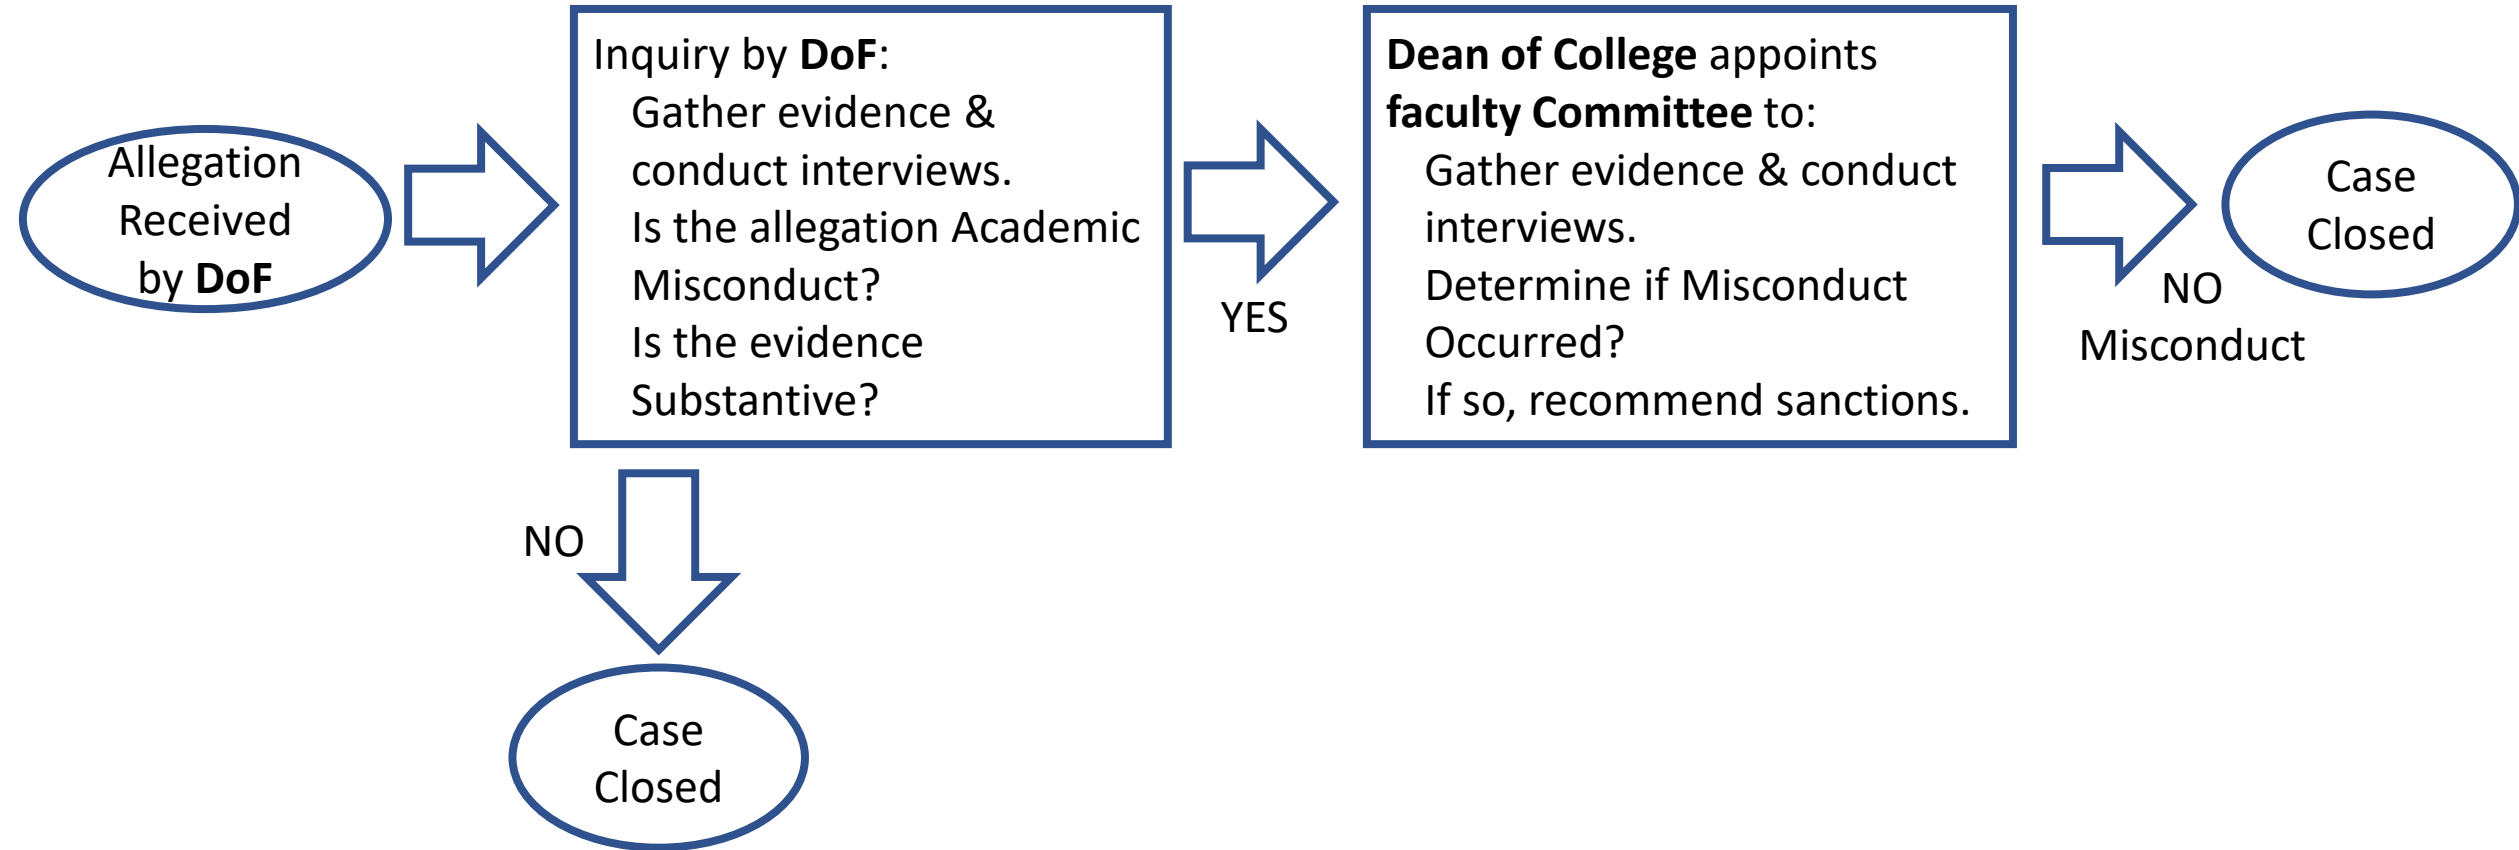 Allegation
Received
by DoF
Inquiry by DoF:
Gather evidence &
conduct interviews.
Is the allegation Academic
Misconduct?
Is the evidence
Substantive?
YES
Dean of College appoints
faculty Committee to:
Gather evidence & conduct
interviews.
Determine if Misconduct
Occurred?
If so, recommend sanctions.
NO
Misconduct
Case
Closed
NO
Case
Closed